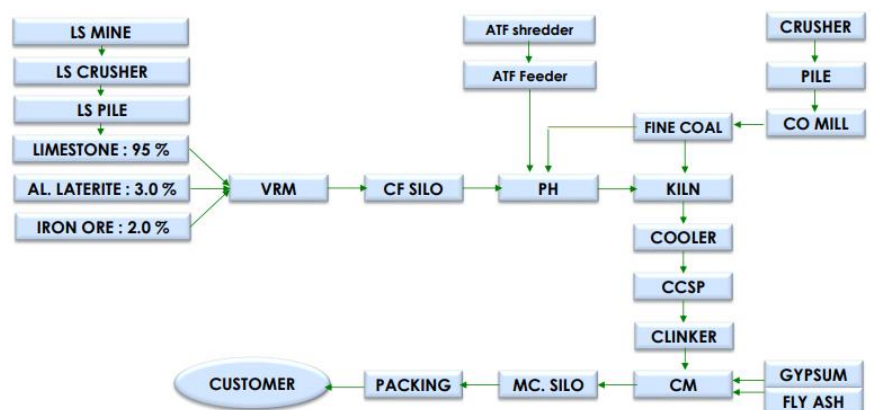 LS MINE
LS CRUSHER
LS PILE
LIMESTONE : 95 %
AL. LATERITE : 3.0 %
IRON ORE : 2.0 %
VRM
CF SILO
ATF shredder
ATF Feeder
PH
CRUSHER
PILE
CO MILL
FINE COAL
KILN
COOLER
CCSP
CLINKER
GYPSUM
FLY ASH
CM
MC. SILO
PACKING
CUSTOMER